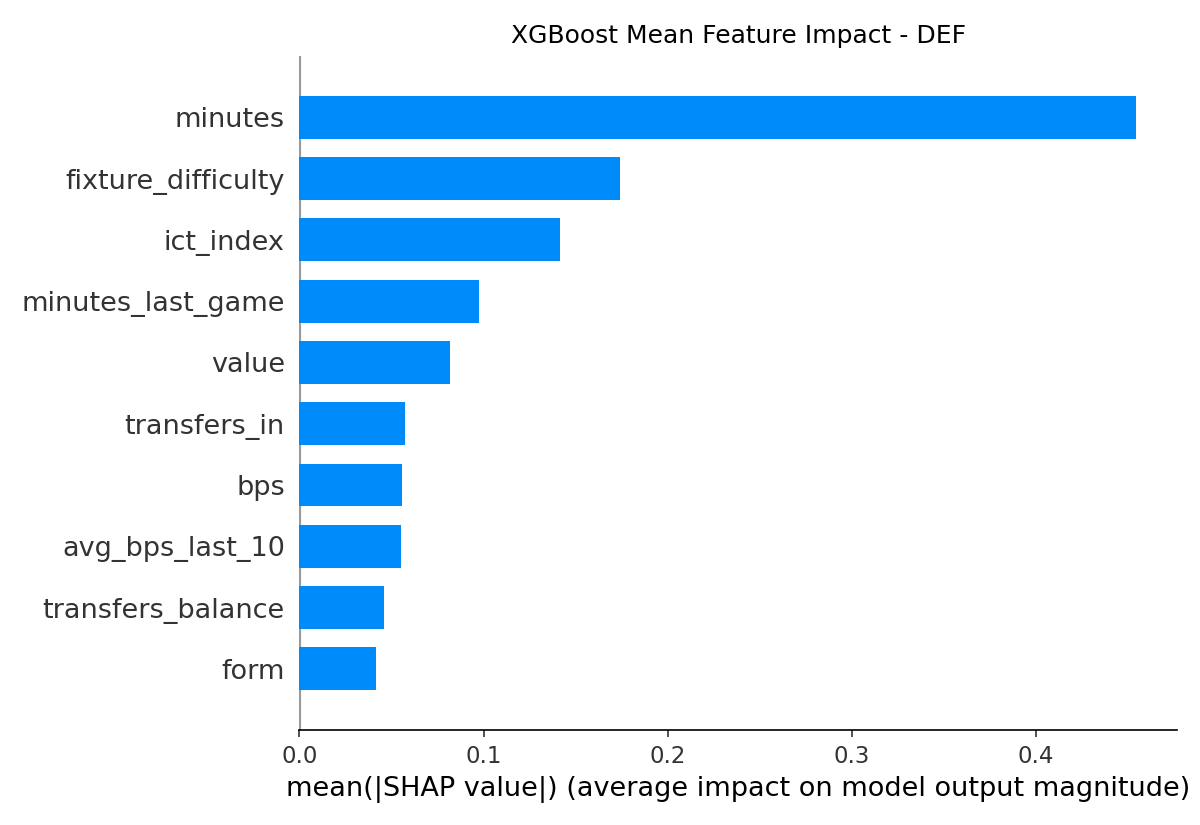 XGBoost Mean Feature Impact - DEF
minutes
fixture_difficulty
ict_index
minutes_last_game
value
transfers_in
bps
avg_bps_last_10
transfers_balance
form
0.0 0.1 0.2 0.3 0.4
mean(|SHAP value|) (average impact on model output magnitude)